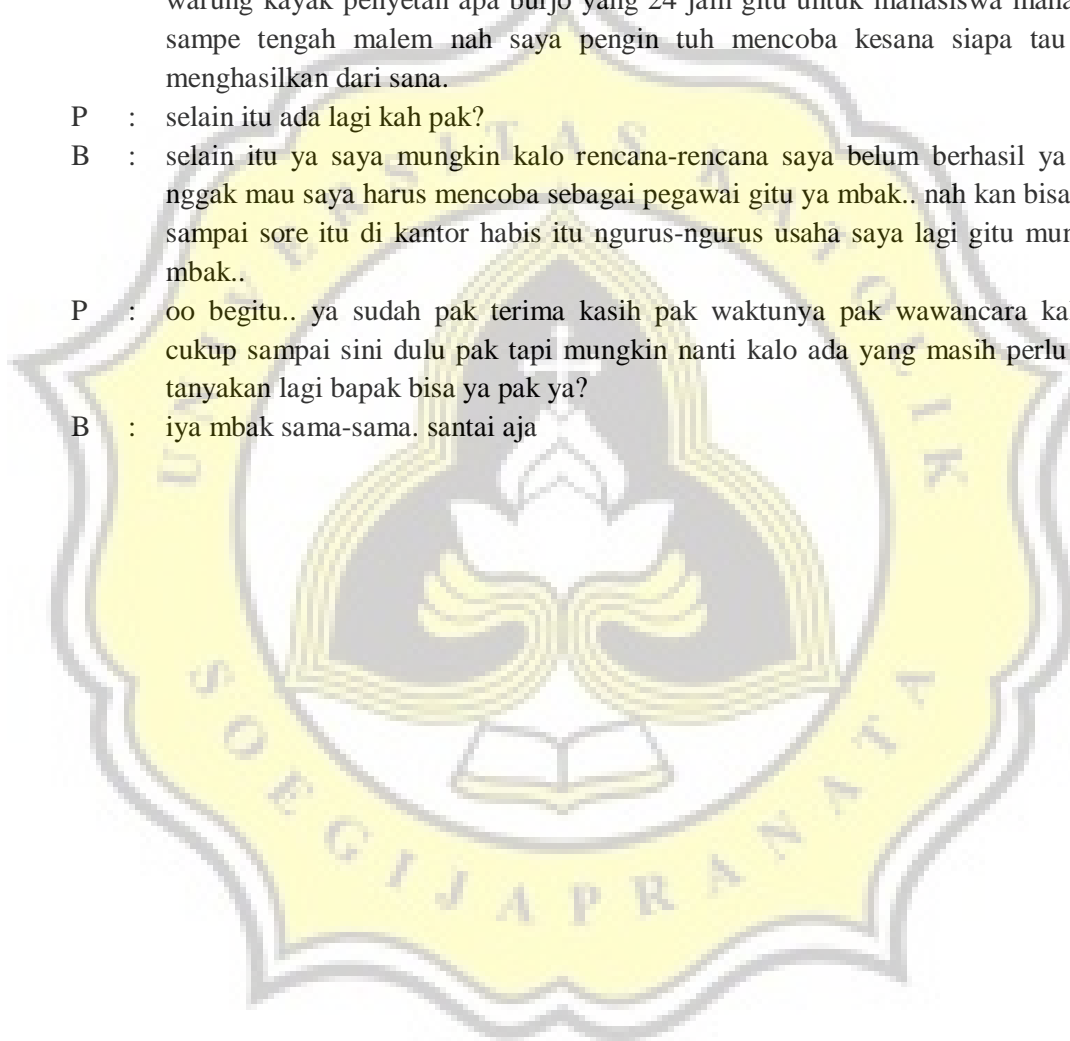 warung kayak penyetan apa burjo yang 24 jam gitu untuk mahasiswa
sampe tengah malem nah saya pengin tuh mencoba kesana siapa tau
menghasilkan dari sana.
P : selain itu ada lagi kah pak?
B : selain itu ya saya mungkin kalo rencana-rencana saya belum berhasil ya
nggak mau saya harus mencoba sebagai pegawai gitu ya mbak.. nah kan bisa
sampai sore itu di kantor habis itu ngurus-ngurus usaha saya lagi gitu
mbak..
P : oo begitu.. ya sudah pak terima kasih pak waktunya pak wawancara
cukup sampai sini dulu pak tapi mungkin nanti kalo ada yang masih perlu
tanyakan lagi bapak bisa ya pak ya?
B : iya mbak sama-sama. santai aja
UNIVERSITAS KATOLIK
SOEGIJAPRANATA